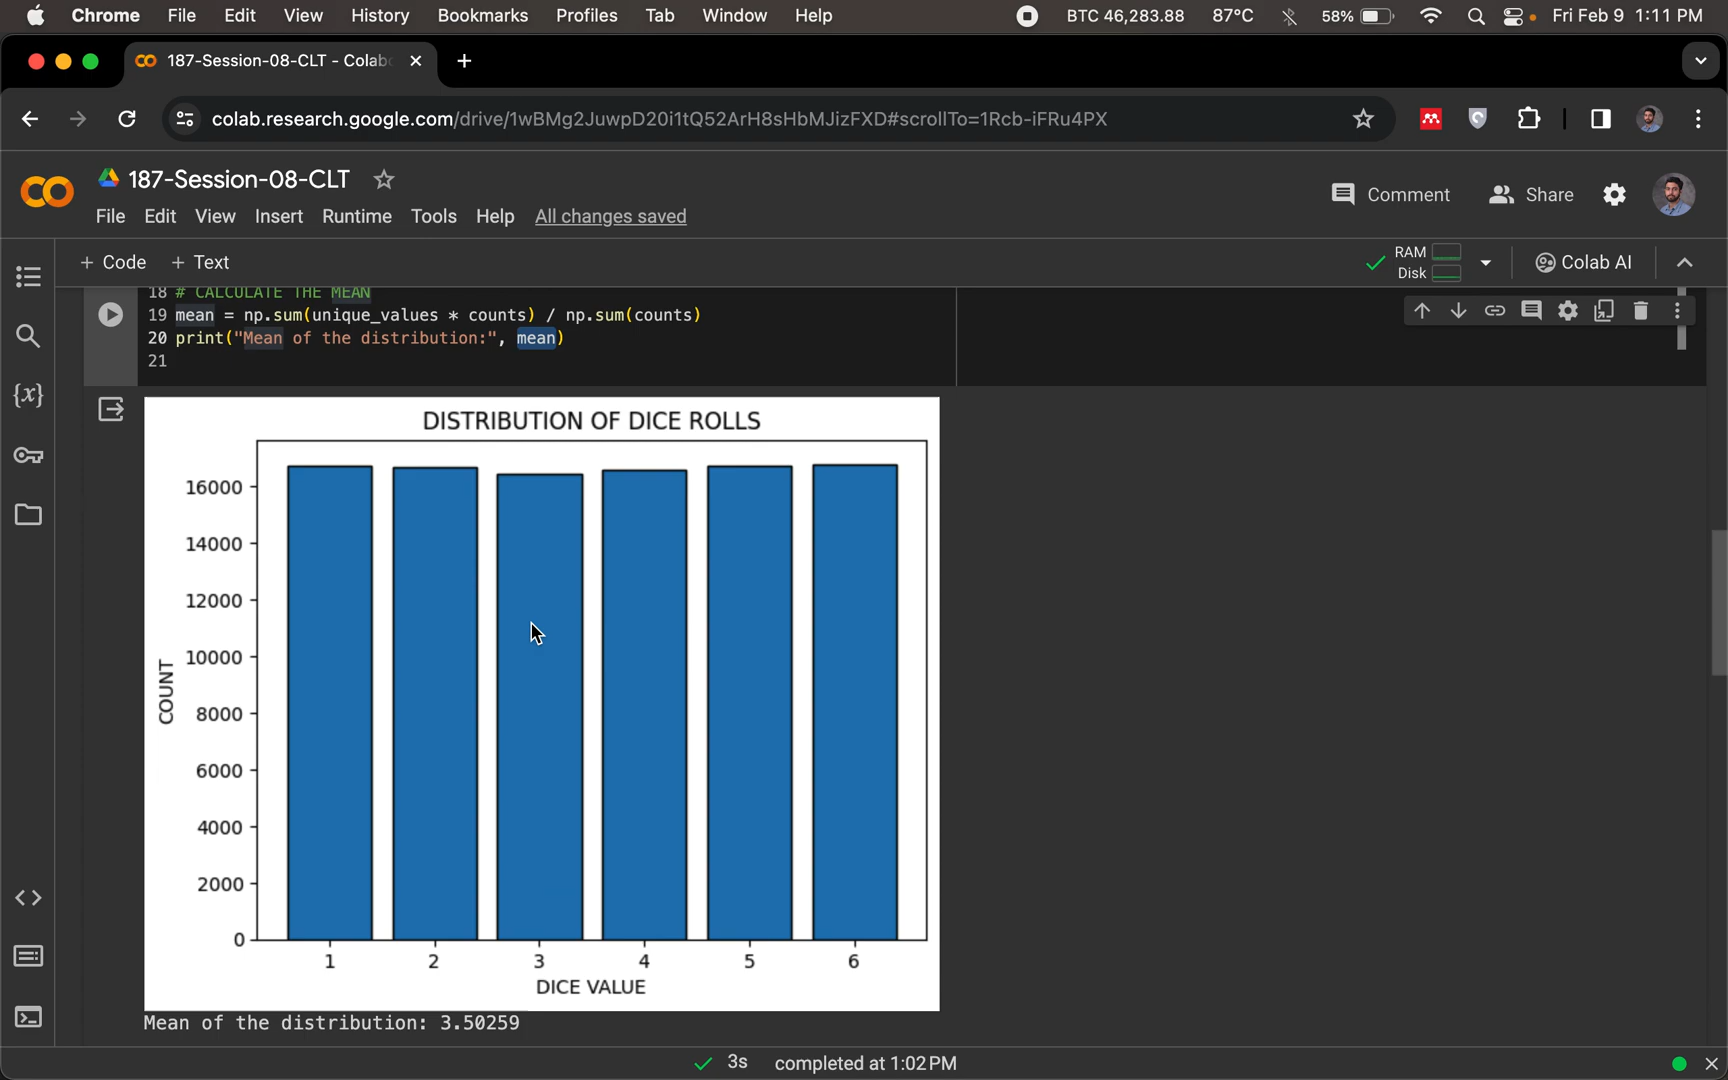 Chrome File Edit View History Bookmarks Profiles Tab Window Help BTC 46,283.88 87°C 58% Fri Feb 9 1:11 PM
187-Session-08-CLT - Colab
colab.research.google.com/drive/1wBMg2JuwpD20i1tQ52ArH8sHbMJizFXD#scrollTo=1Rcb-iFRu4PX
187-Session-08-CLT
Comment Share
File Edit View Insert Runtime Tools Help All changes saved
+ Code + Text
RAM
Disk
Colab AI
18 # CALCULATE THE MEAN
19 mean = np.sum(unique_values * counts) / np.sum(counts)
20 print("Mean of the distribution:", mean)
21
DISTRIBUTION OF DICE ROLLS
16000
14000
12000
10000
8000
6000
4000
2000
0
COUNT
1 2 3 4 5 6
DICE VALUE
Mean of the distribution: 3.50259
3s completed at 1:02 PM